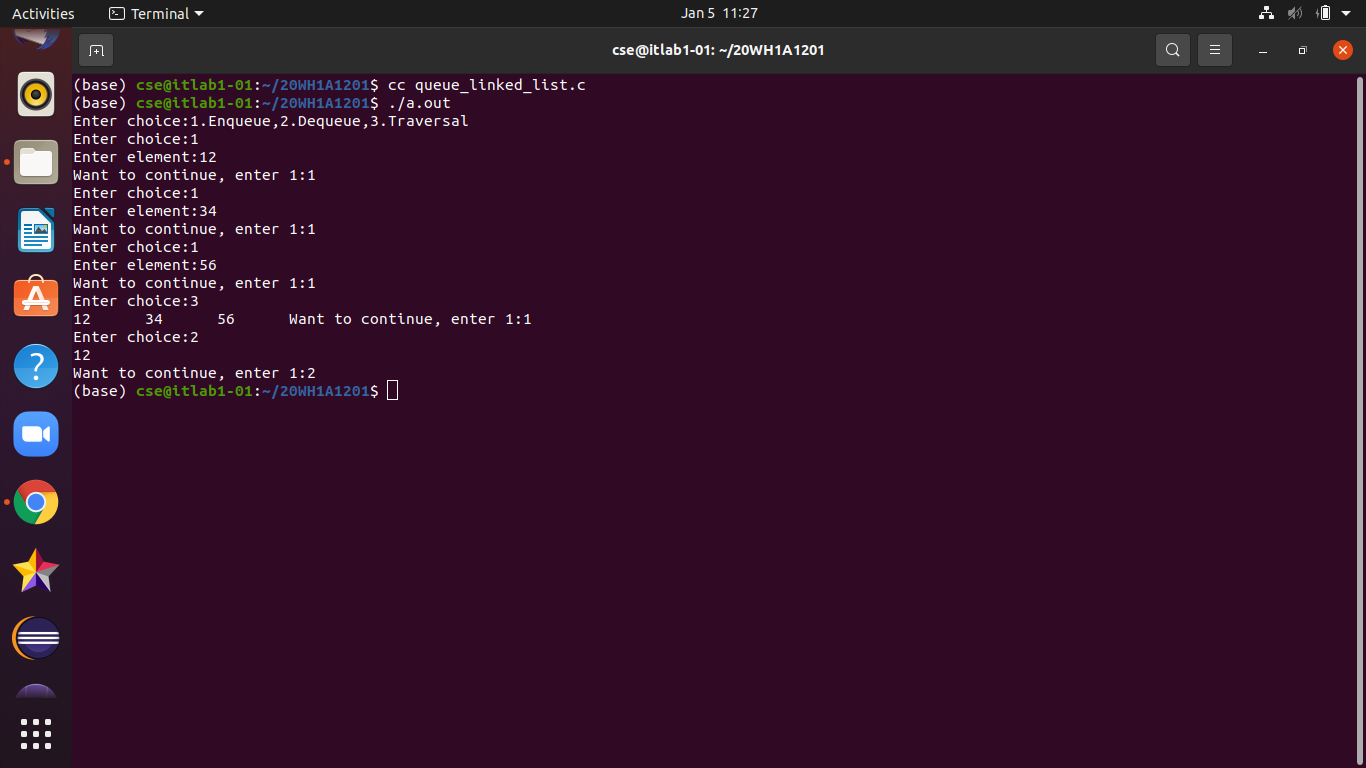 Activities Terminal Jan 5 11:27
cse@itlab1-01: ~/20WH1A1201
(base) cse@itlab1-01:~/20WH1A1201$ cc queue_linked_list.c
(base) cse@itlab1-01:~/20WH1A1201$ ./a.out
Enter choice:1.Enqueue,2.Dequeue,3.Traversal
Enter choice:1
Enter element:12
Want to continue, enter 1:1
Enter choice:1
Enter element:34
Want to continue, enter 1:1
Enter choice:1
Enter element:56
Want to continue, enter 1:1
Enter choice:3
12      34      56      Want to continue, enter 1:1
Enter choice:2
12
Want to continue, enter 1:2
(base) cse@itlab1-01:~/20WH1A1201$